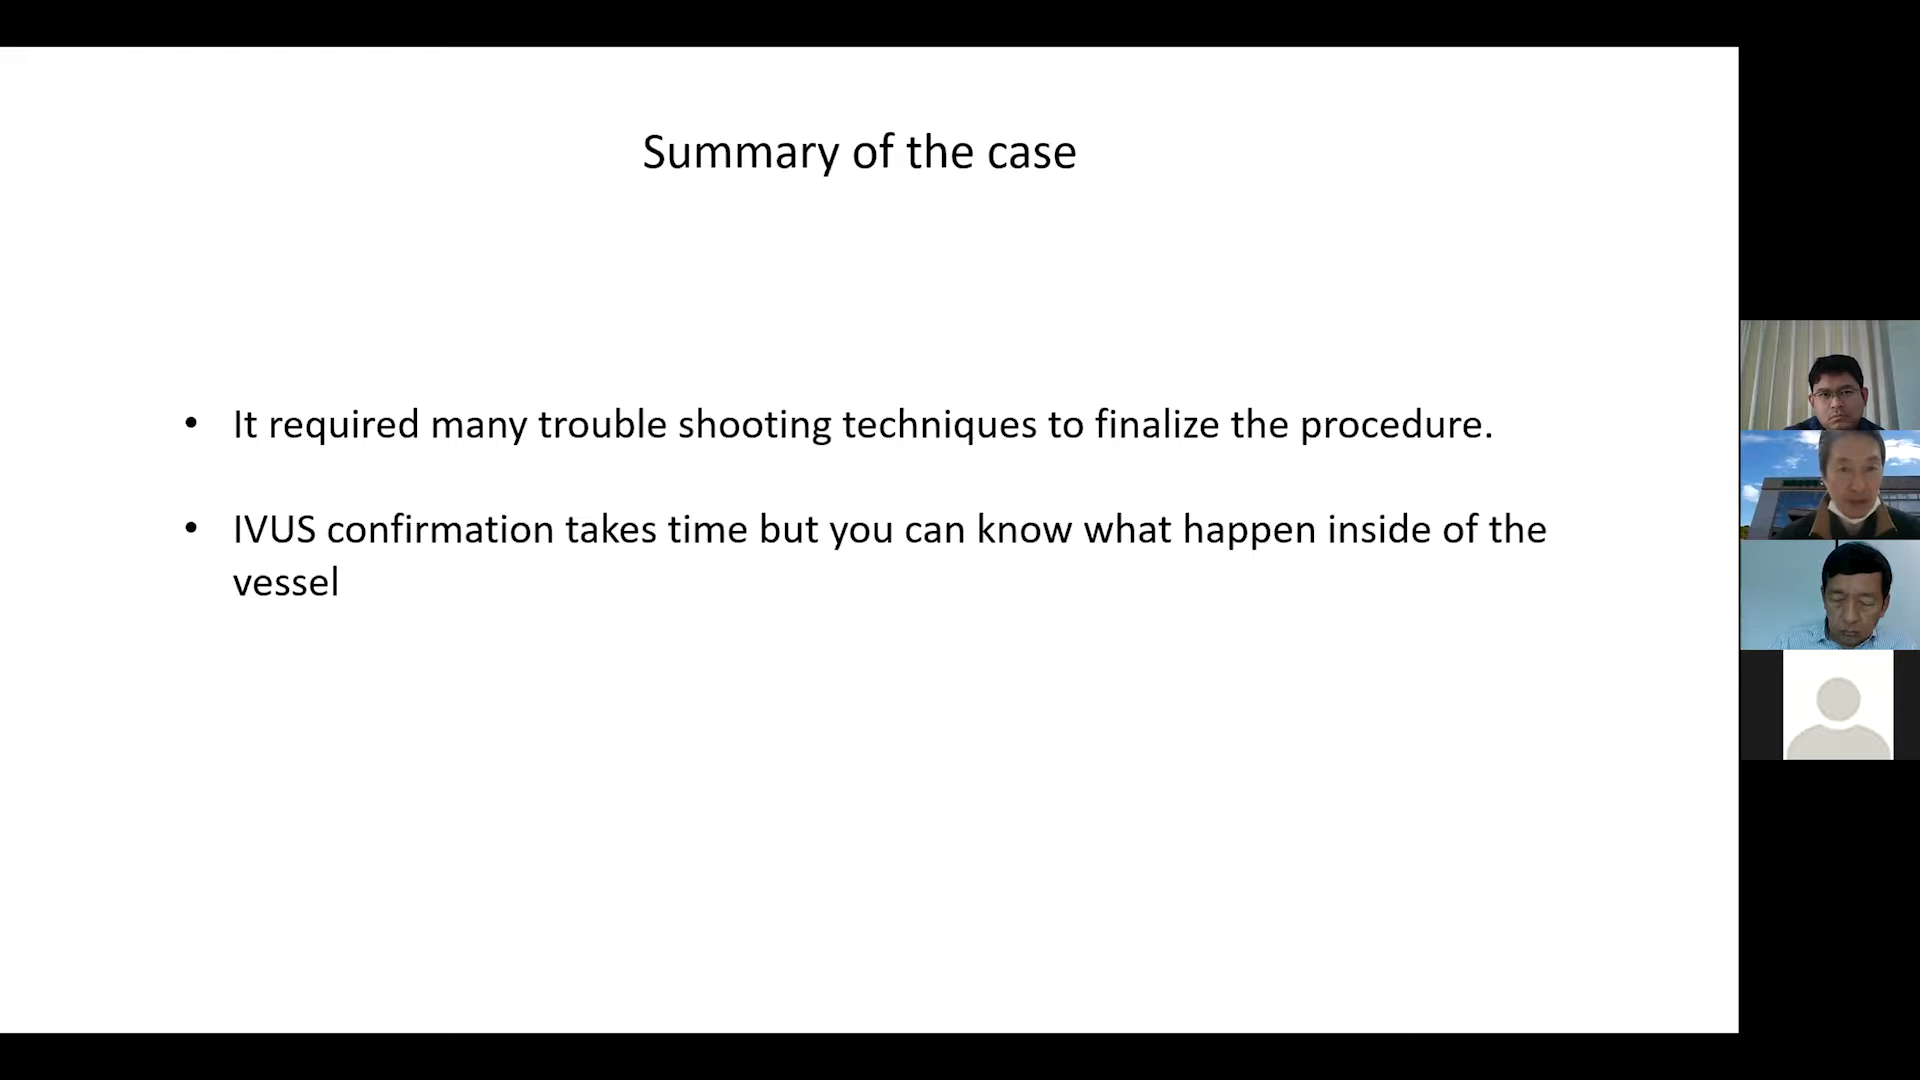 Summary of the case
• It required many trouble shooting techniques to finalize the procedure.
• IVUS confirmation takes time but you can know what happen inside of the
vessel